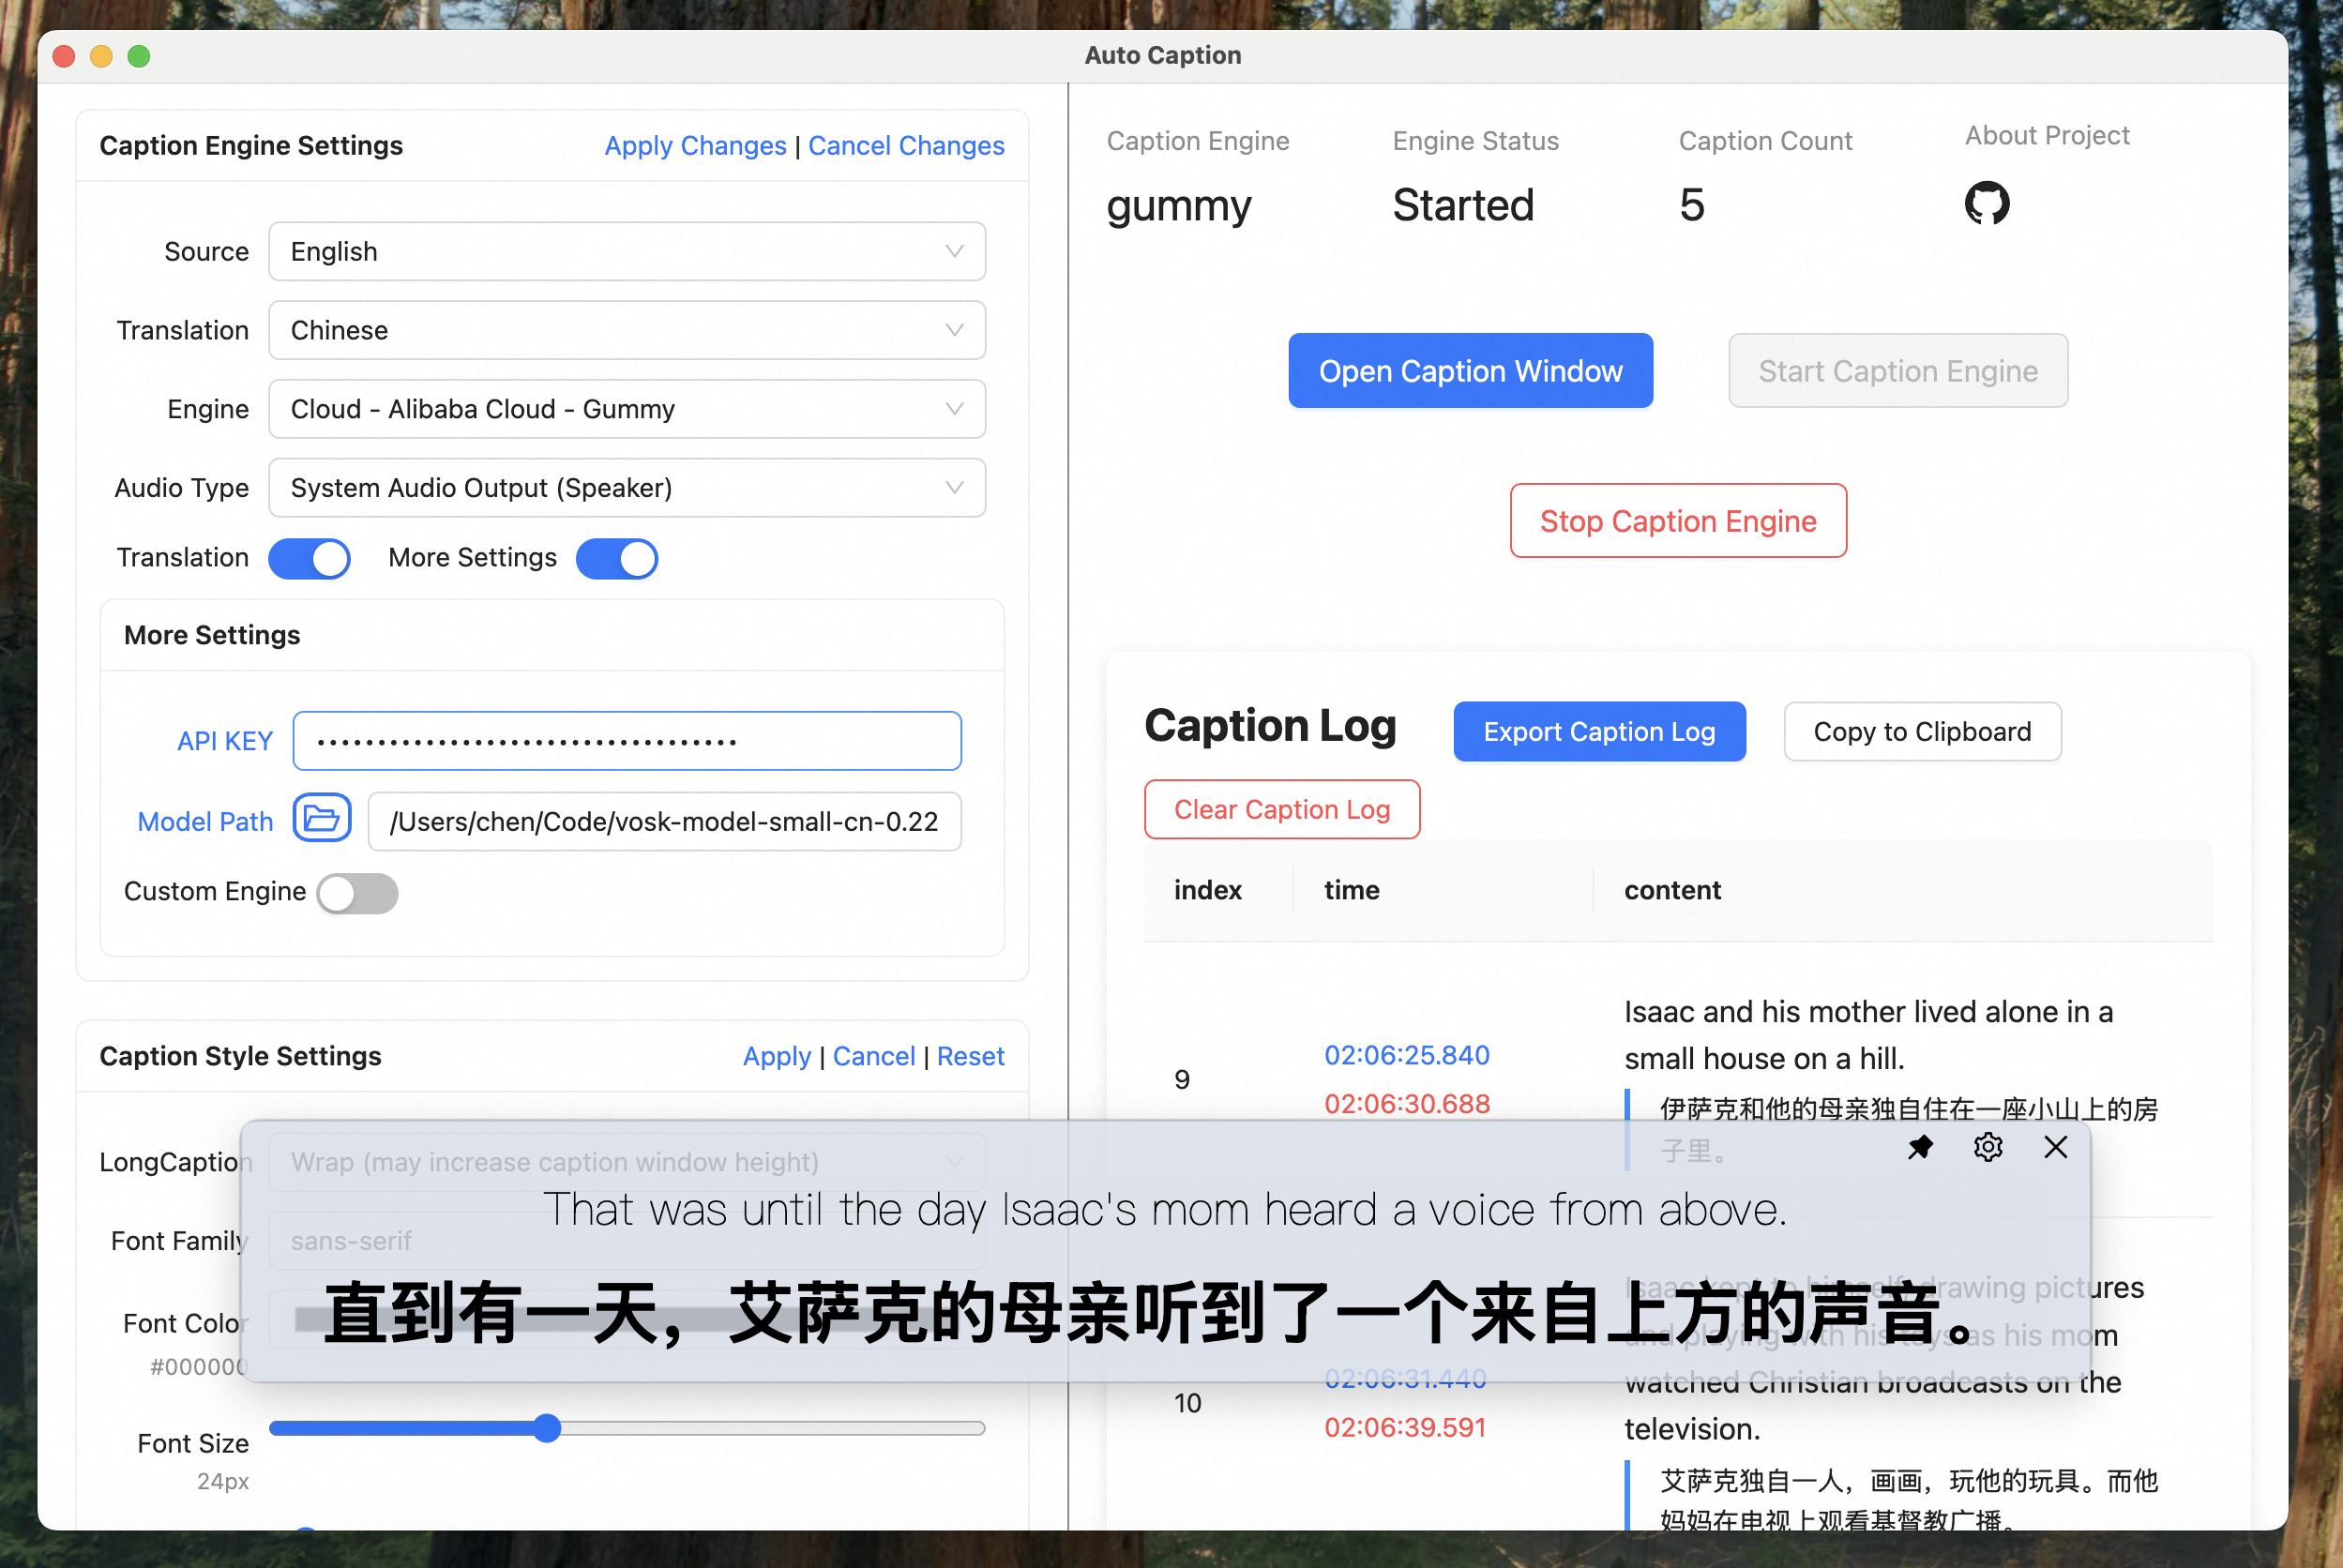 Auto Caption
Caption Engine Settings
Apply Changes | Cancel Changes
Source
English
Translation
Chinese
Engine
Cloud - Alibaba Cloud - Gummy
Audio Type
System Audio Output (Speaker)
Translation
More Settings
More Settings
API KEY
Model Path
/Users/chen/Code/vosk-model-small-cn-0.22
Custom Engine
Caption Style Settings
Apply | Cancel | Reset
LongCaption
Wrap (may increase caption window height)
Font Family
sans-serif
Font Color
#000000
Font Size
24px
Caption Engine
gummy
Engine Status
Started
Caption Count
5
About Project
Open Caption Window
Start Caption Engine
Stop Caption Engine
Caption Log
Export Caption Log
Copy to Clipboard
Clear Caption Log
index
time
content
9
02:06:25.840
02:06:30.688
Isaac and his mother lived alone in a
small house on a hill.
伊萨克和他的母亲独自住在一座小山上的房
子里。
10
02:06:31.440
02:06:39.591
Isaac kept to himself, drawing pictures
and playing with his toys as his mom
watched Christian broadcasts on the
television.
艾萨克独自一人，画画，玩他的玩具。而他
妈妈在电视上观看基督教广播。
That was until the day Isaac's mom heard a voice from above.
直到有一天，艾萨克的母亲听到了一个来自上方的声音。